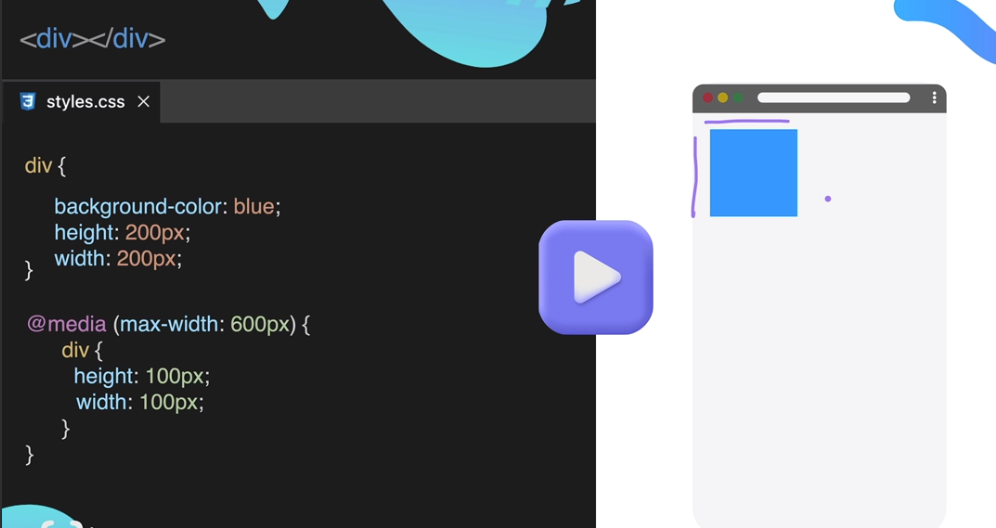 <div></div>
styles.css
div {
background-color: blue;
height: 200px;
width: 200px;
}
@media (max-width: 600px) {
div {
height: 100px;
width: 100px;
}
}